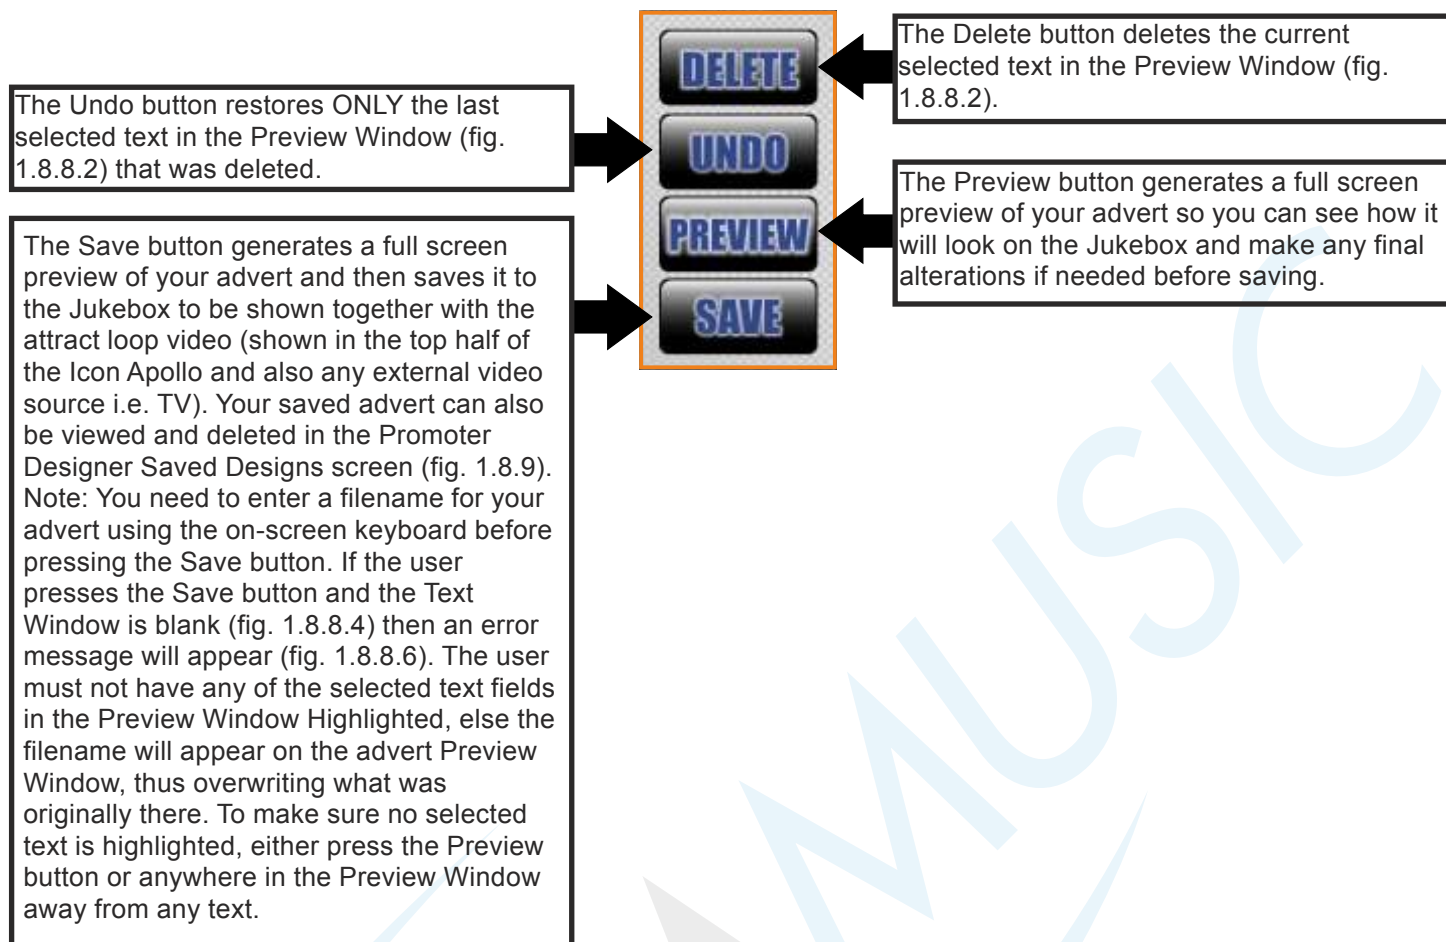 DELETE
The Delete button deletes the current
selected text in the Preview Window (fig.
1.8.8.2).
The Undo button restores ONLY the last
selected text in the Preview Window (fig.
1.8.8.2) that was deleted.
UNDO
PREVIEW
The Preview button generates a full screen
preview of your advert so you can see how it
will look on the Jukebox and make any final
alterations if needed before saving.
The Save button generates a full screen
preview of your advert and then saves it to
the Jukebox to be shown together with the
attract loop video (shown in the top half of
the Icon Apollo and also any external video
source i.e. TV). Your saved advert can also
be viewed and deleted in the Promoter
Designer Saved Designs screen (fig. 1.8.9).
Note: You need to enter a filename for your
advert using the on-screen keyboard before
pressing the Save button. If the user
presses the Save button and the Text
Window is blank (fig. 1.8.8.4) then an error
message will appear (fig. 1.8.8.6). The user
must not have any of the selected text fields
in the Preview Window Highlighted, else the
filename will appear on the advert Preview
Window, thus overwriting what was
originally there. To make sure no selected
text is highlighted, either press the Preview
button or anywhere in the Preview Window
away from any text.
SAVE
MUSIC